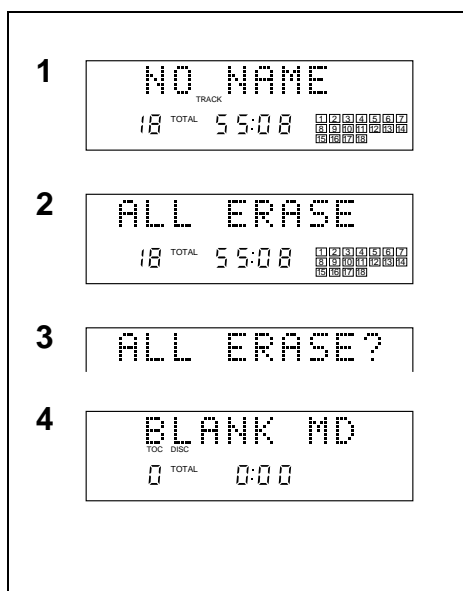 1
NO NAME
TRACK
18 TOTAL 55:08
1 2 3 4 5 6 7
8 9 10 11 12 13 14
15 16 17 18
2
ALL ERASE
18 TOTAL 55:08
1 2 3 4 5 6 7
8 9 10 11 12 13 14
15 16 17 18
3
ALL ERASE?
4
BLANK MD
TOC DISC
0 TOTAL 0:00